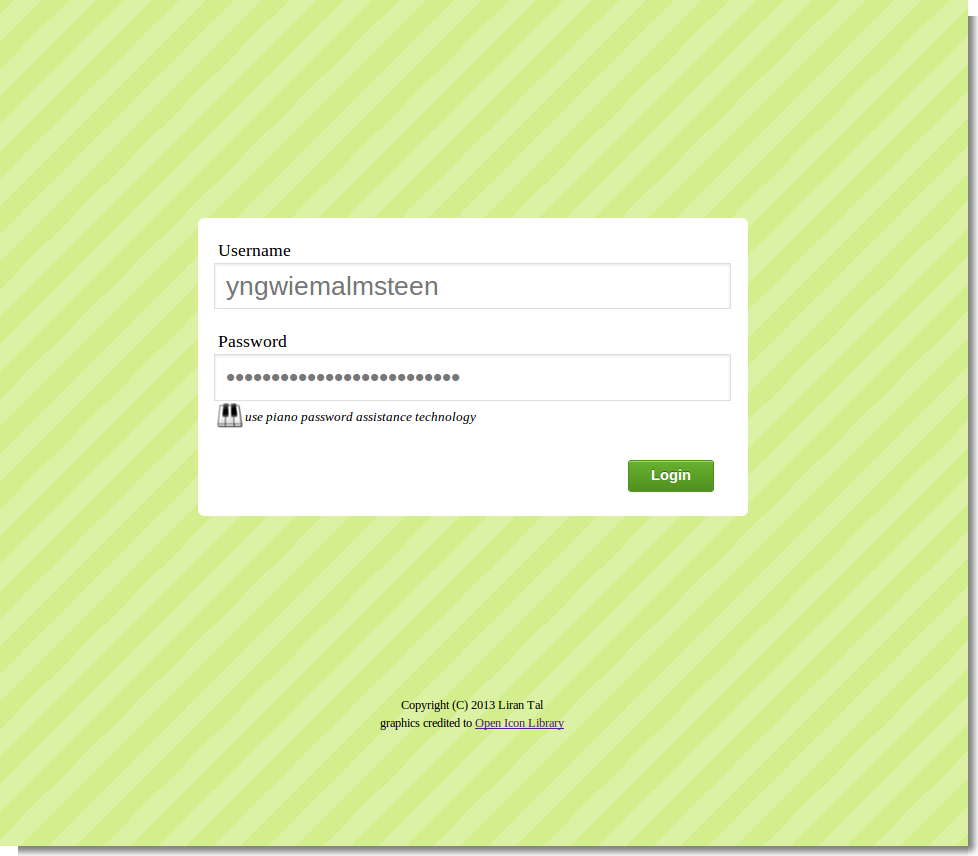 Username
yngwiemalmsteen
Password
••••••••••••••••••••••••••
use piano password assistance technology
Login
Copyright (C) 2013 Liran Tal
graphics credited to Open Icon Library